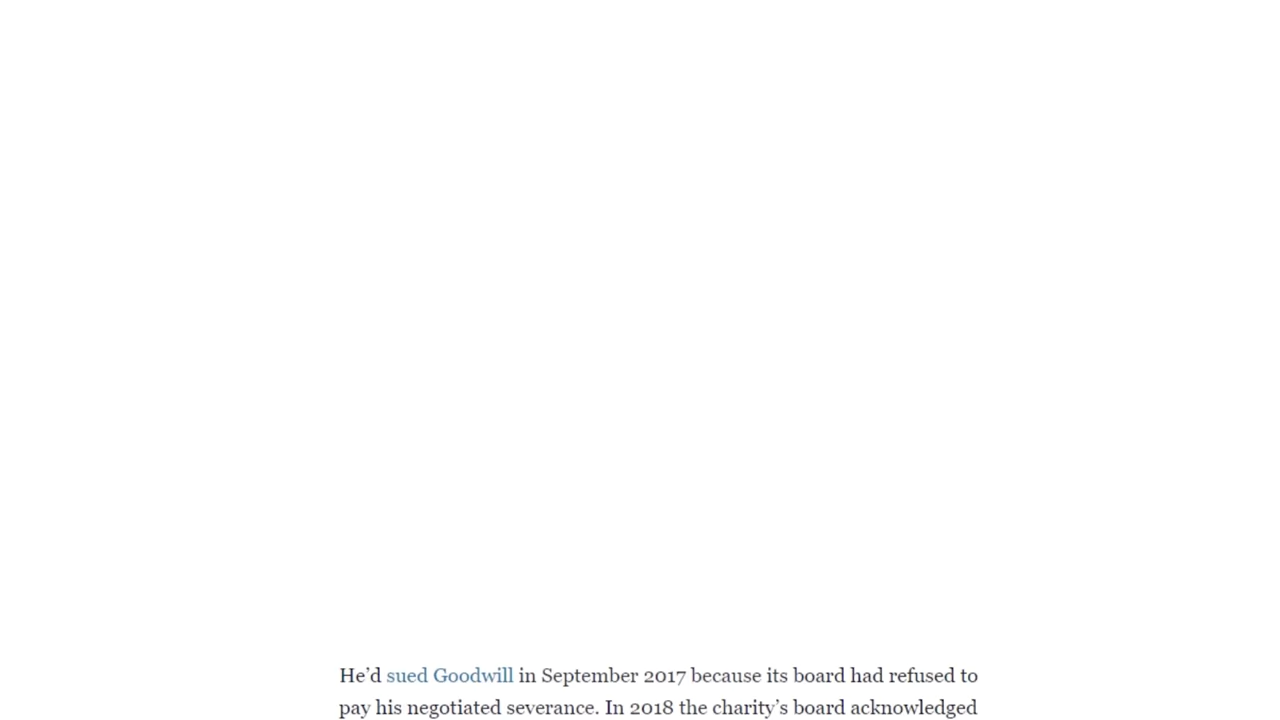 He’d sued Goodwill in September 2017 because its board had refused to
pay his negotiated severance. In 2018 the charity’s board acknowledged